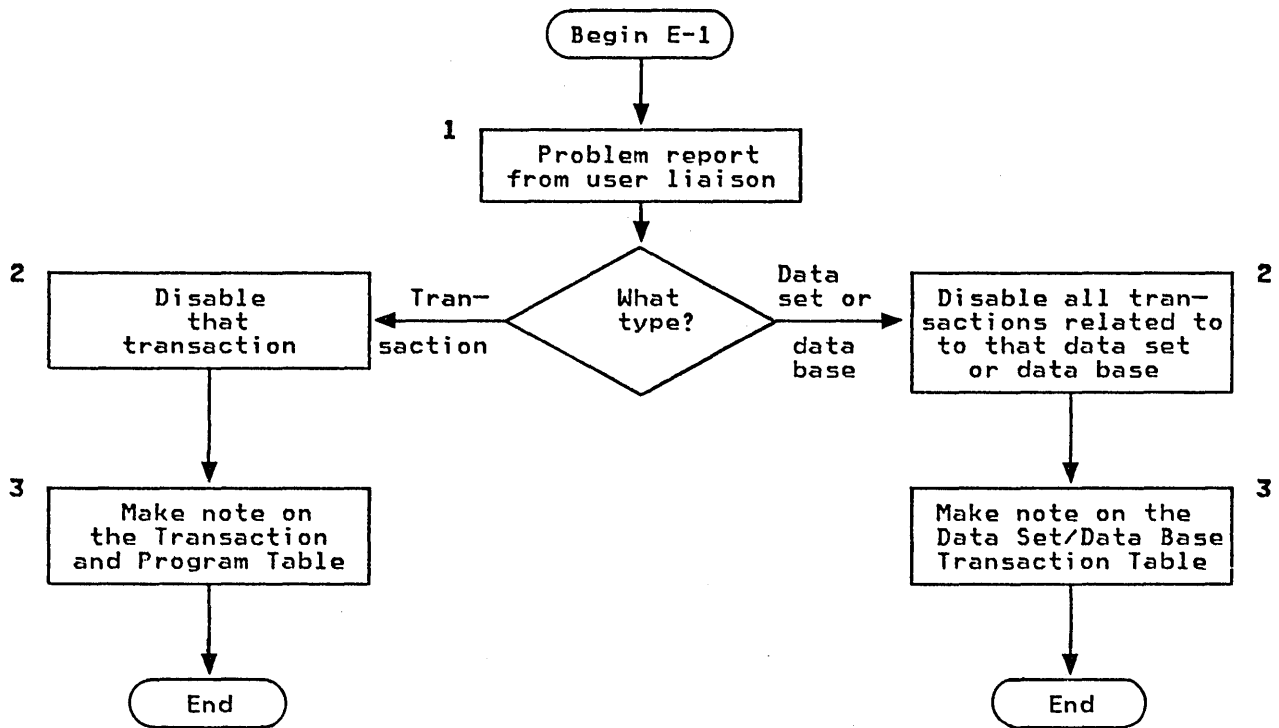 Begin E-1
1
Problem report
from user liaison
What
type?
Tran-
saction
2
Disable
that
transaction
3
Make note on
the Transaction
and Program Table
End
Data
set or
data
base
2
Disable all tran-
sactions related to
to that data set
or data base
3
Make note on the
Data Set/Data Base
Transaction Table
End